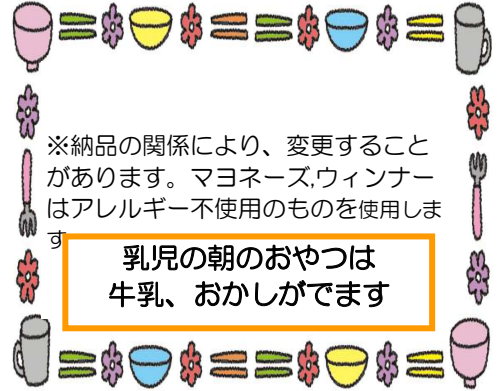 ※納品の関係により、変更すること
があります。マヨネーズ,ウィンナー
はアレルギー不使用のものを使用しま
す
乳児の朝のおやつは
牛乳、おかしがでます